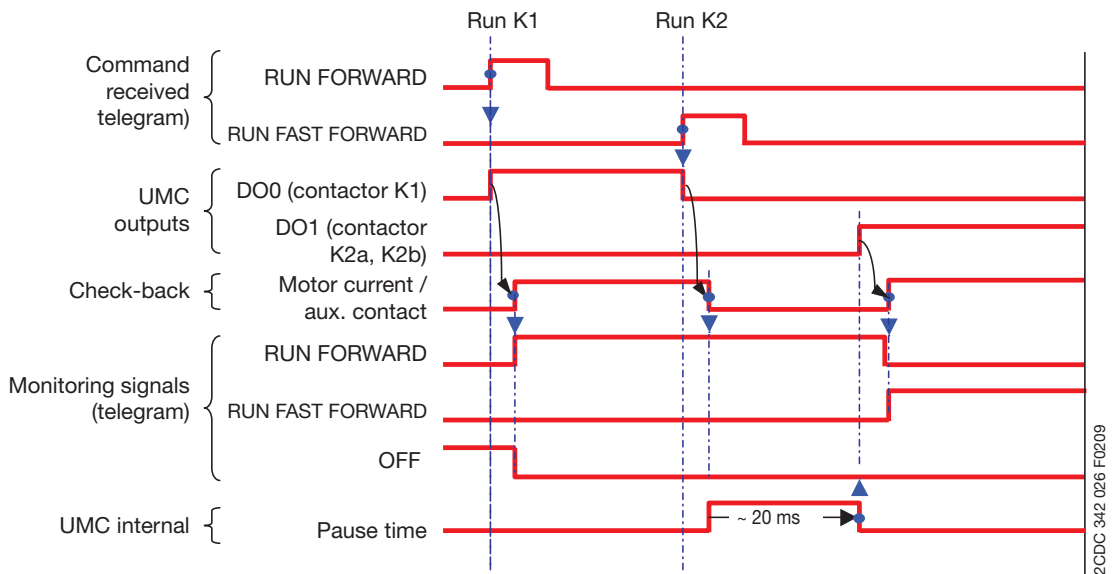 Run K1
Run K2
Command
received
telegram)
RUN FORWARD
RUN FAST FORWARD
UMC
outputs
DO0 (contactor K1)
DO1 (contactor
K2a, K2b)
Check-back
Motor current /
aux. contact
Monitoring signals
(telegram)
RUN FORWARD
RUN FAST FORWARD
OFF
UMC internal
Pause time
~ 20 ms
2CDC 342 026 F0209